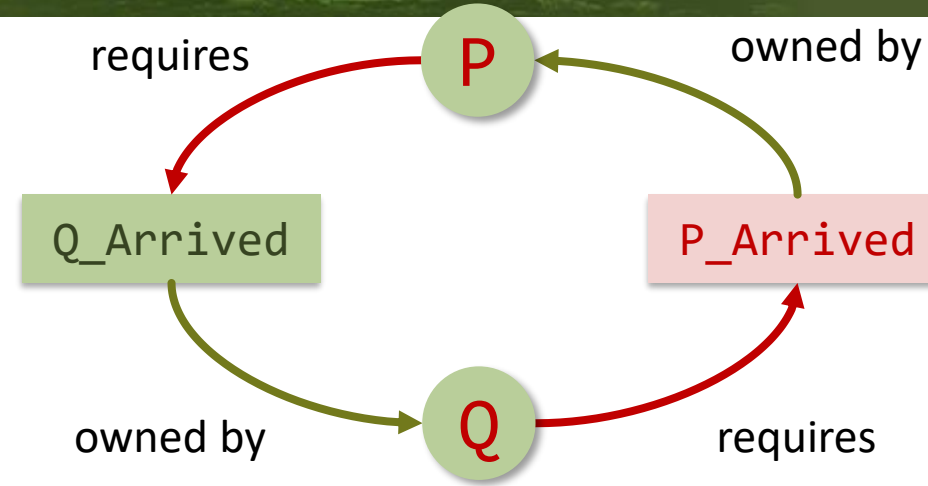 requires
P
owned by
Q_Arrived
P_Arrived
owned by
Q
requires